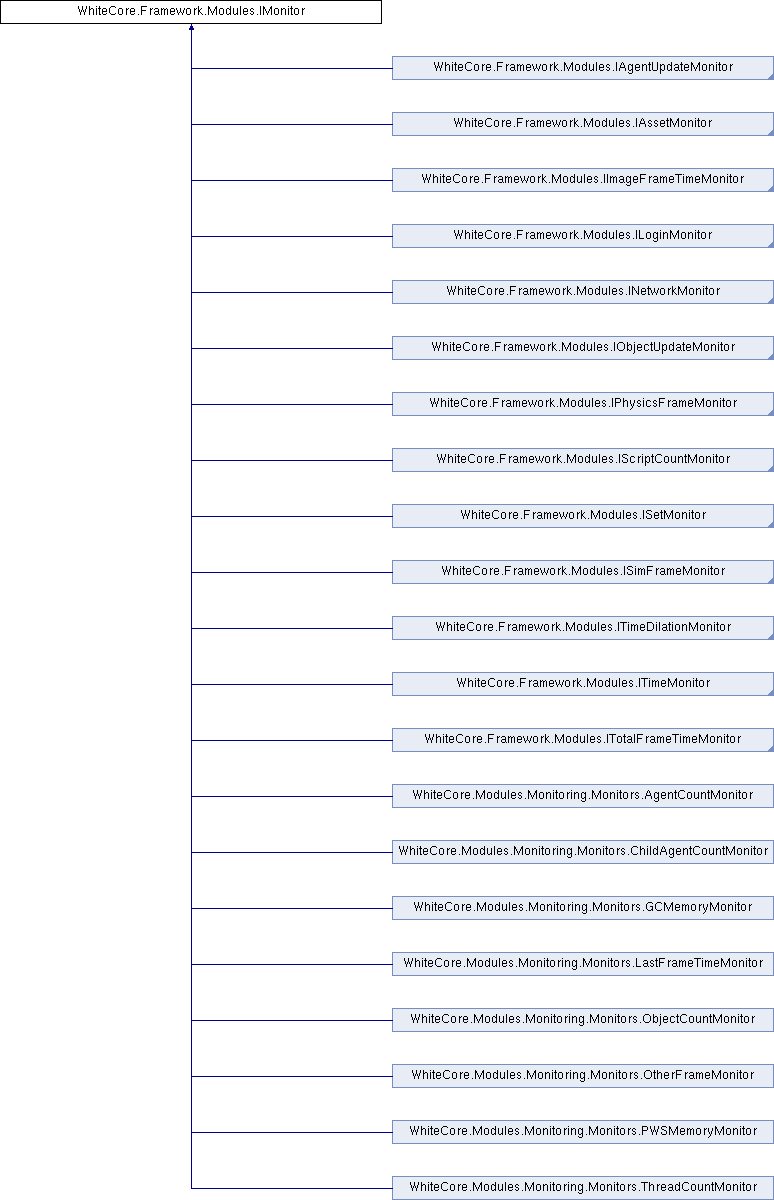 WhiteCore.Framework.Modules.IMonitor
WhiteCore.Framework.Modules.IAgentUpdateMonitor
WhiteCore.Framework.Modules.IAssetMonitor
WhiteCore.Framework.Modules.IImageFrameTimeMonitor
WhiteCore.Framework.Modules.ILoginMonitor
WhiteCore.Framework.Modules.INetworkMonitor
WhiteCore.Framework.Modules.IObjectUpdateMonitor
WhiteCore.Framework.Modules.IPhysicsFrameMonitor
WhiteCore.Framework.Modules.IScriptCountMonitor
WhiteCore.Framework.Modules.ISetMonitor
WhiteCore.Framework.Modules.ISimFrameMonitor
WhiteCore.Framework.Modules.ITimeDilationMonitor
WhiteCore.Framework.Modules.ITimeMonitor
WhiteCore.Framework.Modules.ITotalFrameTimeMonitor
WhiteCore.Modules.Monitoring.Monitors.AgentCountMonitor
WhiteCore.Modules.Monitoring.Monitors.ChildAgentCountMonitor
WhiteCore.Modules.Monitoring.Monitors.GCMemoryMonitor
WhiteCore.Modules.Monitoring.Monitors.LastFrameTimeMonitor
WhiteCore.Modules.Monitoring.Monitors.ObjectCountMonitor
WhiteCore.Modules.Monitoring.Monitors.OtherFrameMonitor
WhiteCore.Modules.Monitoring.Monitors.PWSMemoryMonitor
WhiteCore.Modules.Monitoring.Monitors.ThreadCountMonitor